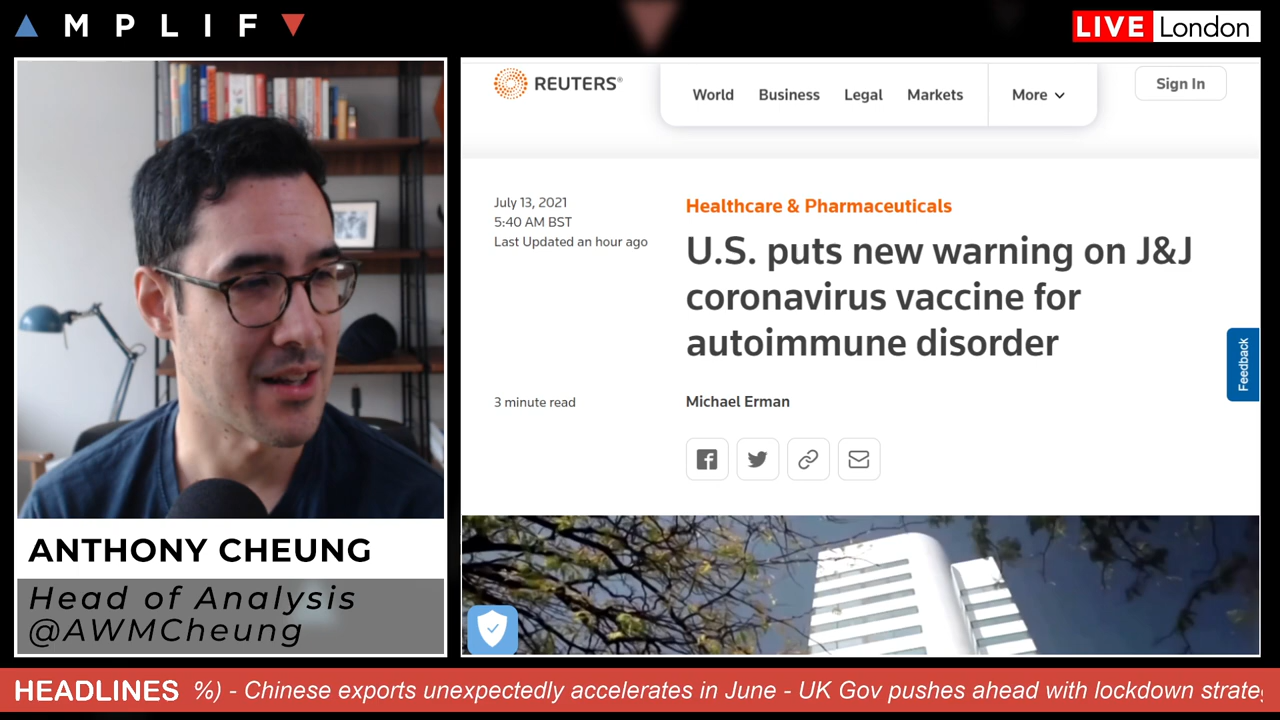 MPLIF
LIVE London
REUTERS®
World Business Legal Markets More
Sign In
July 13, 2021
5:40 AM BST
Last Updated an hour ago
Healthcare & Pharmaceuticals
U.S. puts new warning on J&J
coronavirus vaccine for
autoimmune disorder
3 minute read
Michael Erman
Feedback
ANTHONY CHEUNG
Head of Analysis
@AWMCheung
HEADLINES %) - Chinese exports unexpectedly accelerates in June - UK Gov pushes ahead with lockdown strate